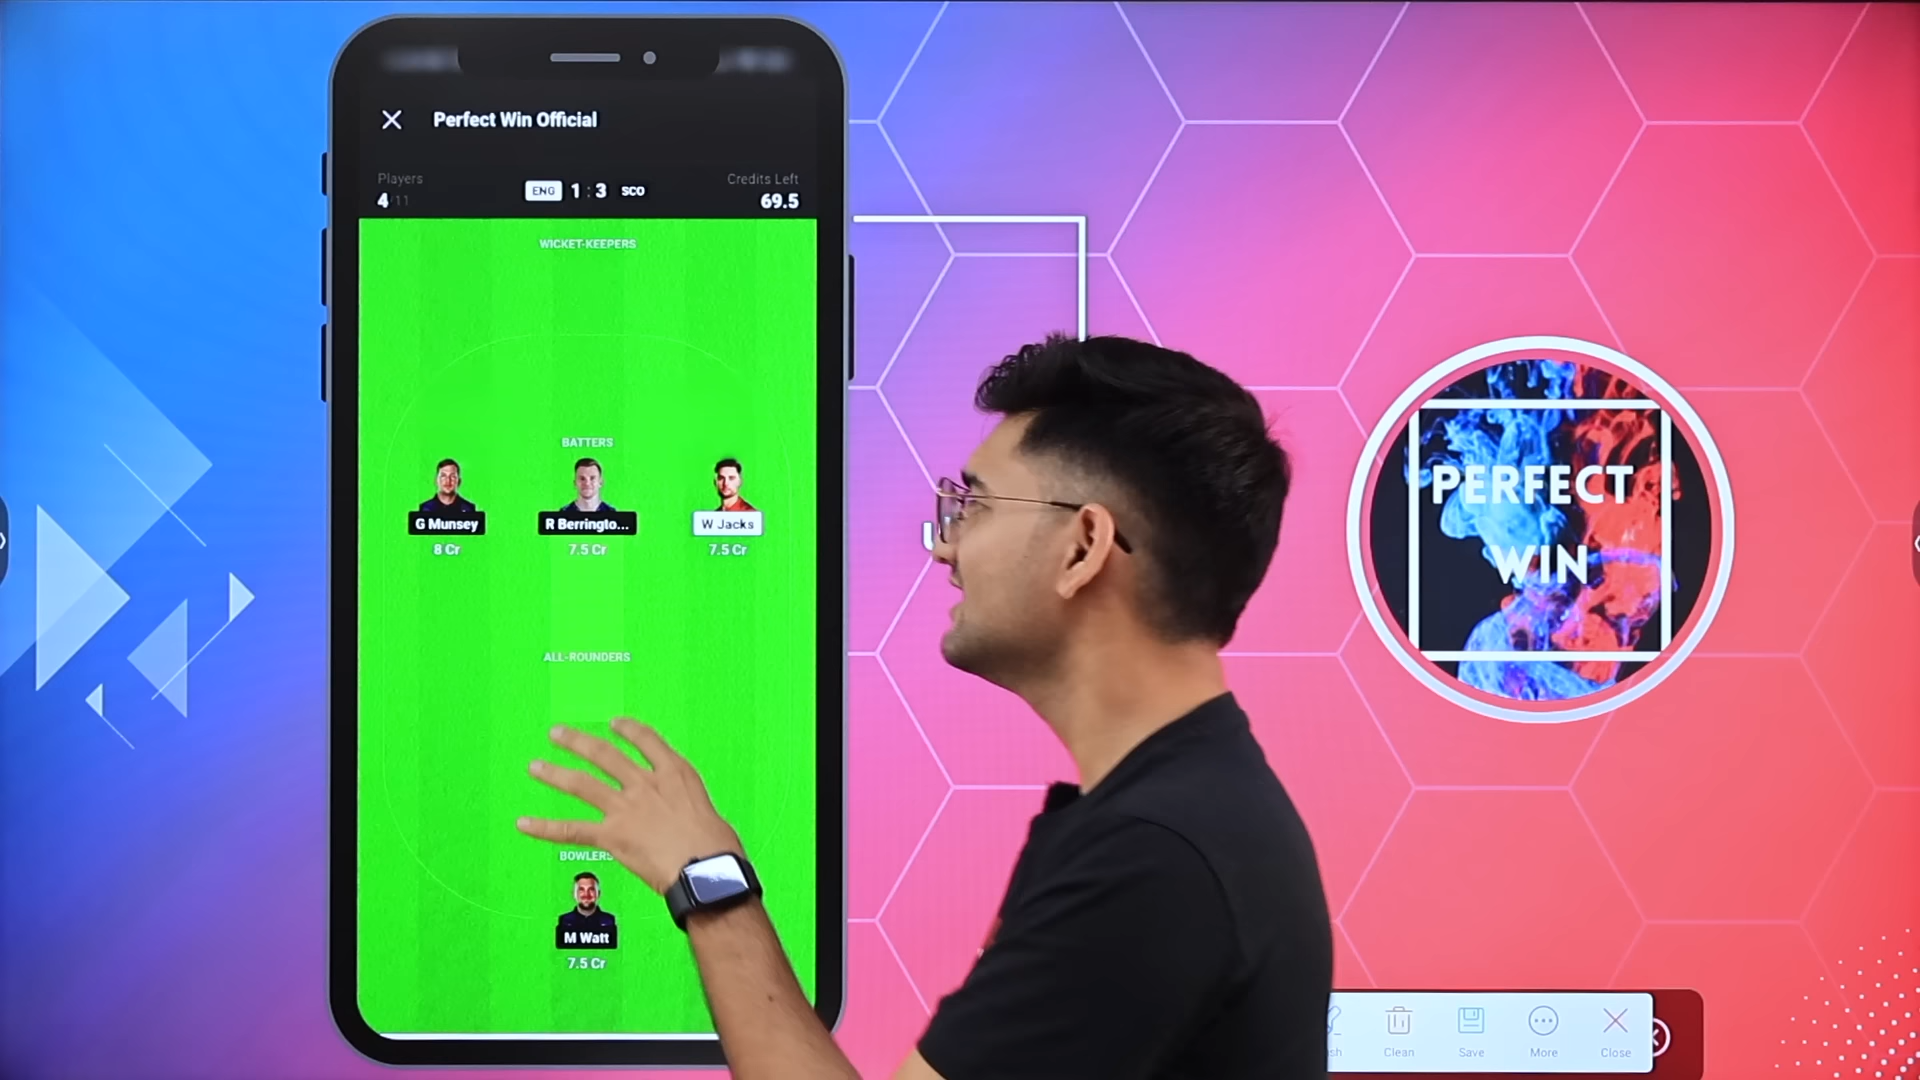 Perfect Win Official
Players
4/11
ENG 1 : 3 SCO
Credits Left
69.5
WICKET-KEEPERS
BATTERS
G Munsey
8 Cr
R Berringto...
7.5 Cr
W Jacks
7.5 Cr
ALL-ROUNDERS
BOWLERS
M Watt
7.5 Cr
PERFECT
WIN
Clean
Save
More
Close